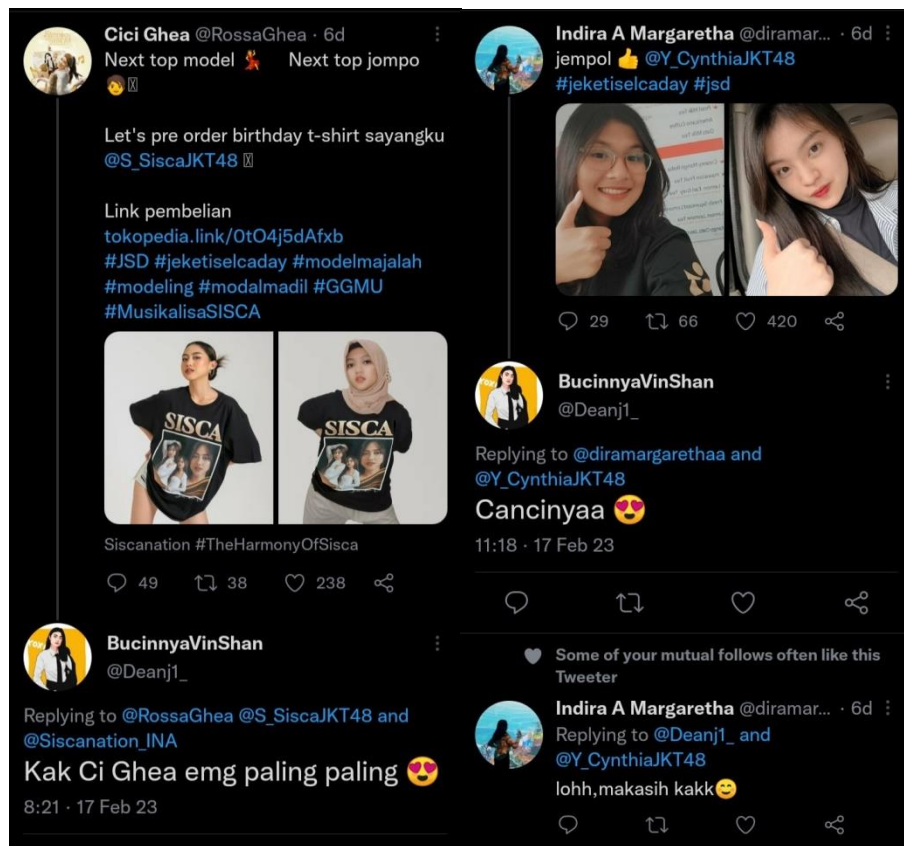 Cici Ghea @RossaGhea · 6d
Next top model 💃 Next top jompo
🧑
Let's pre order birthday t-shirt sayangku
@S_SiscaJKT48
Link pembelian
tokopedia.link/0tO4j5dAfxb
#JSD #jeketiselcaday #modelmajalah
#modeling #modalmadil #GGMU
#MusikalisaSISCA
SISCA
SISCA
Siscanation #TheHarmonyOfSisca
49 38 238
BucinnyaVinShan
@Deanj1_
Replying to @RossaGhea @S_SiscaJKT48 and
@Siscanation_INA
Kak Ci Ghea emg paling paling 😍
8:21 · 17 Feb 23
Indira A Margaretha @diramar... · 6d
jempol 👍 @Y_CynthiaJKT48
#jeketiselcaday #jsd
29 66 420
BucinnyaVinShan
@Deanj1_
Replying to @diramargarethaa and
@Y_CynthiaJKT48
Cancinyaa 😍
11:18 · 17 Feb 23
Some of your mutual follows often like this
Tweeter
Indira A Margaretha @diramar... · 6d
Replying to @Deanj1_ and
@Y_CynthiaJKT48
lohh,makasih kakk😊